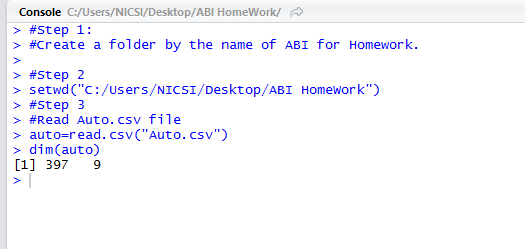 Console C:/Users/NICSI/Desktop/ABI HomeWork/
> #Step 1:
> #Create a folder by the name of ABI for Homework.
>
> #Step 2
> setwd("C:/Users/NICSI/Desktop/ABI HomeWork")
> #Step 3
> #Read Auto.csv file
> auto=read.csv("Auto.csv")
> dim(auto)
[1] 397   9
>